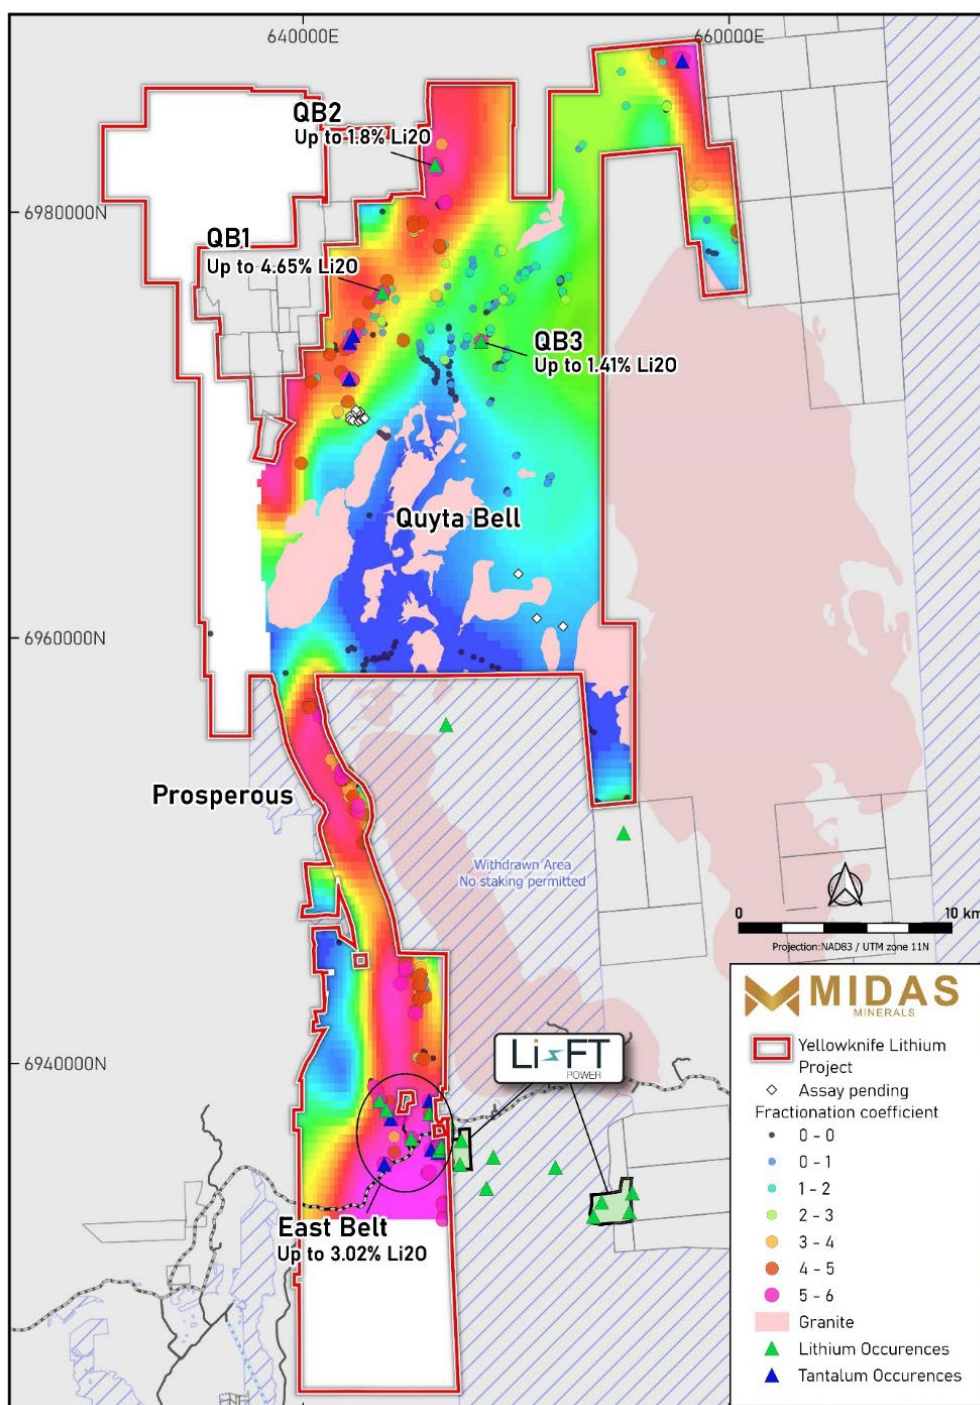 640000E
660000E
QB2
Up to 1.8% Li2O
6980000N
QB1
Up to 4.65% Li2O
QB3
Up to 1.41% Li2O
Quyta Bell
6960000N
Prosperous
Withdrawn Area
No staking permitted
0 10 km
Projection:NAD83 / UTM zone 11N
MIDAS
MINERALS
Li FT
POWER
6940000N
Yellowknife Lithium
Project
Assay pending
Fractionation coefficient
0 - 0
0 - 1
1 - 2
2 - 3
3 - 4
4 - 5
5 - 6
Granite
Lithium Occurences
Tantalum Occurences
East Belt
Up to 3.02% Li2O